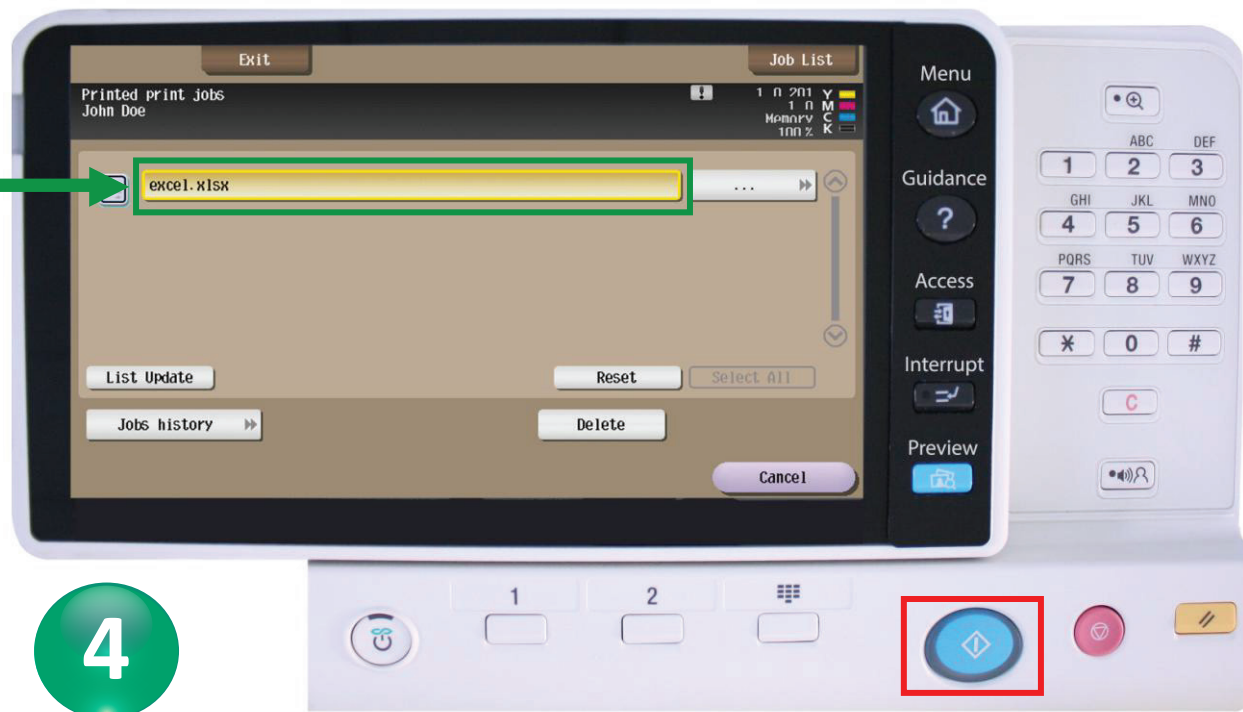 Exit
Job List
Printed print jobs
John Doe
Y
M
Memory C
100 % K
excel.xlsx
...
List Update
Reset
Select All
Jobs history
Delete
Cancel
Menu
Guidance
?
Access
Interrupt
Preview
ABC DEF
1 2 3
GHI JKL MNO
4 5 6
PQRS TUV WXYZ
7 8 9
* 0 #
C
1 2
4